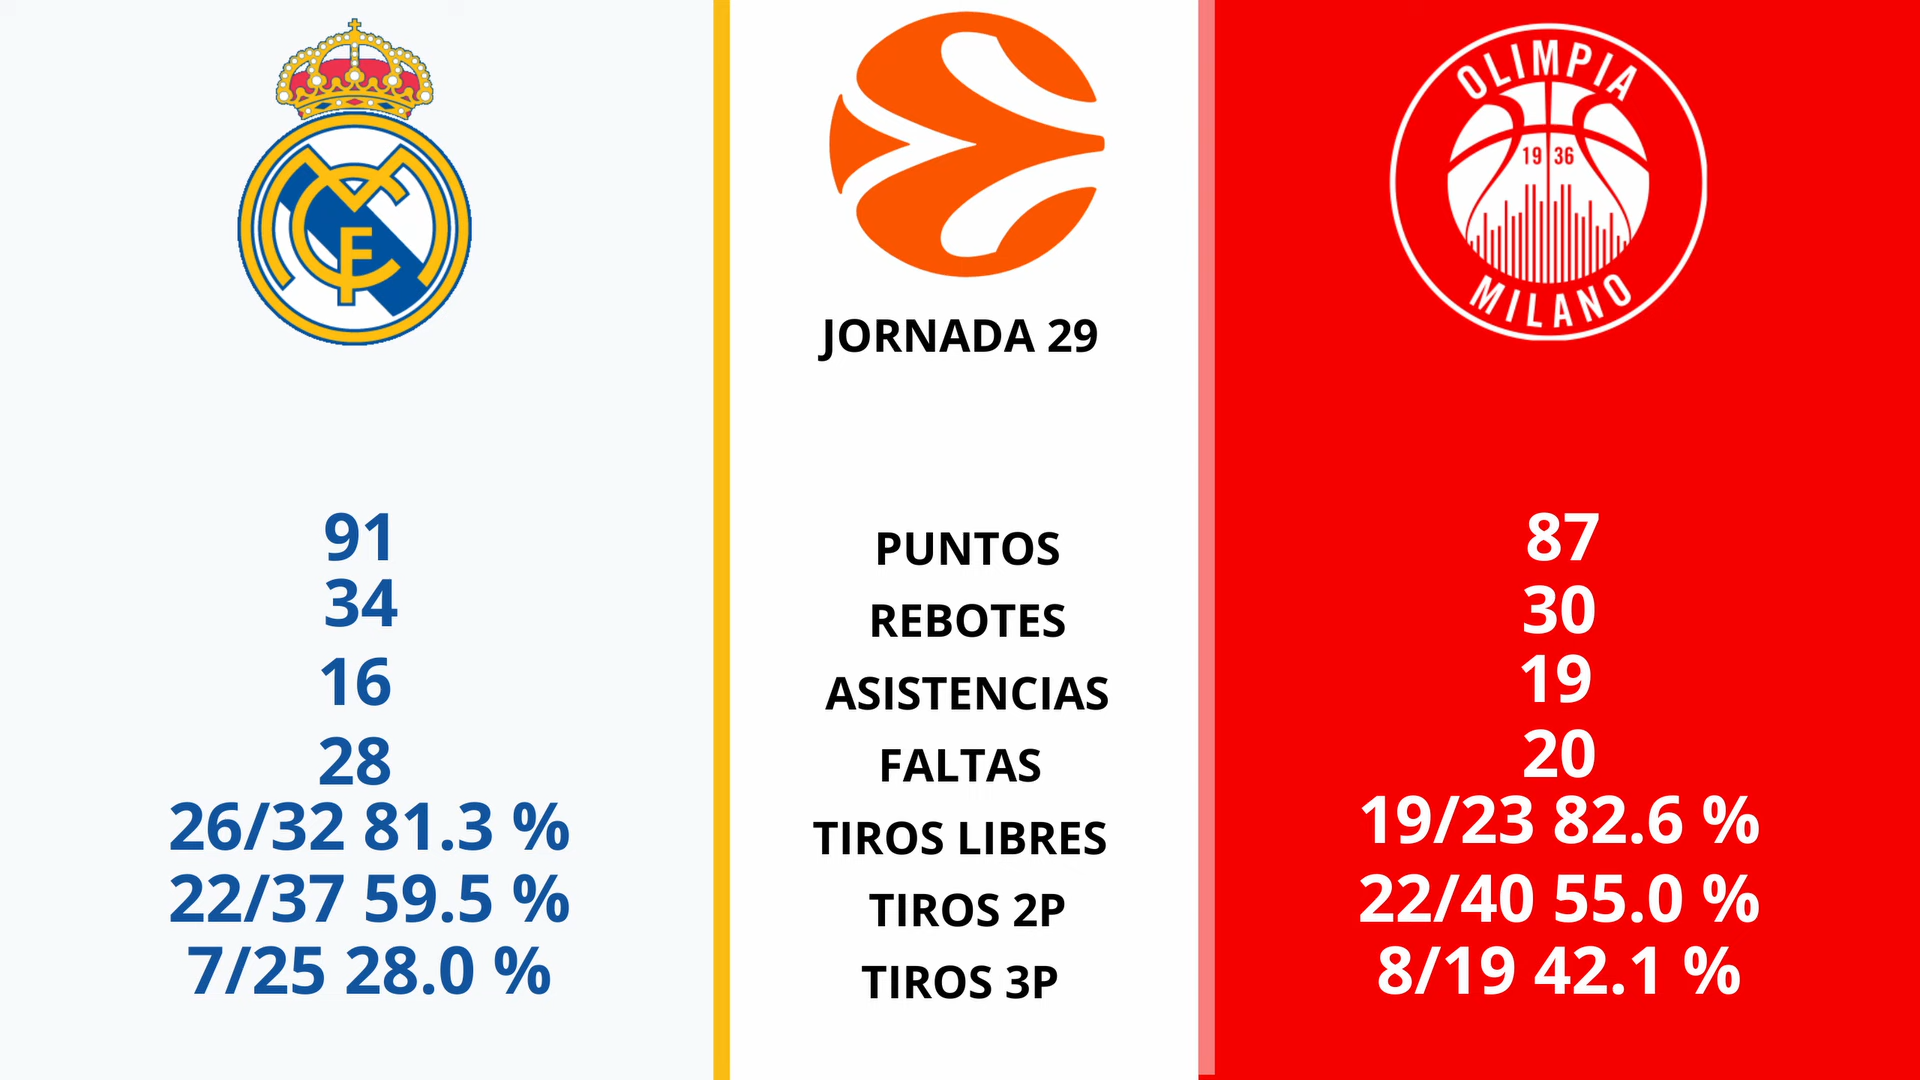 OLIMPIA
19 36
MILANO
JORNADA 29
91 PUNTOS 87
34 REBOTES 30
16 ASISTENCIAS 19
28 FALTAS 20
26/32 81.3 % TIROS LIBRES 19/23 82.6 %
22/37 59.5 % TIROS 2P 22/40 55.0 %
7/25 28.0 % TIROS 3P 8/19 42.1 %